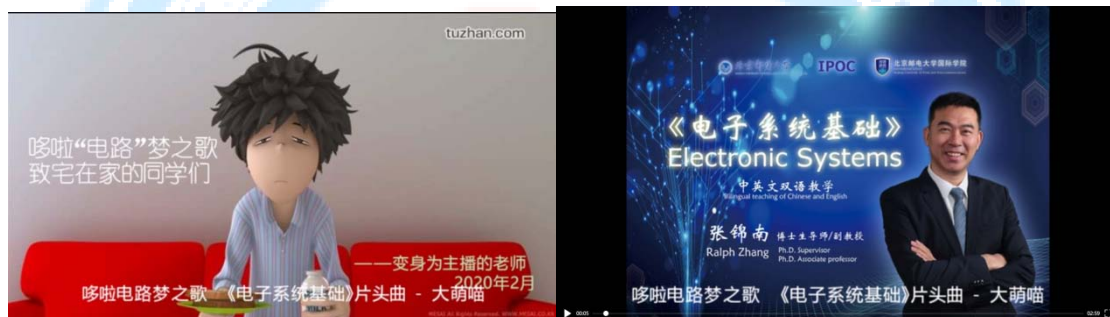 tuzhan.com
哆啦“电路”梦之歌
致宅在家的同学们
——变身为主播的老师
2020年2月
哆啦电路梦之歌 《电子系统基础》片头曲 - 大萌喵
IPOC
北京邮电大学国际学院
《电子系统基础》
Electronic Systems
中英文双语教学
Bilingual teaching of Chinese and English
张锦南 博士生导师/副教授
Ralph Zhang Ph.D. Supervisor
Ph.D. Associate professor
哆啦电路梦之歌 《电子系统基础》片头曲 - 大萌喵
00:05
02:59